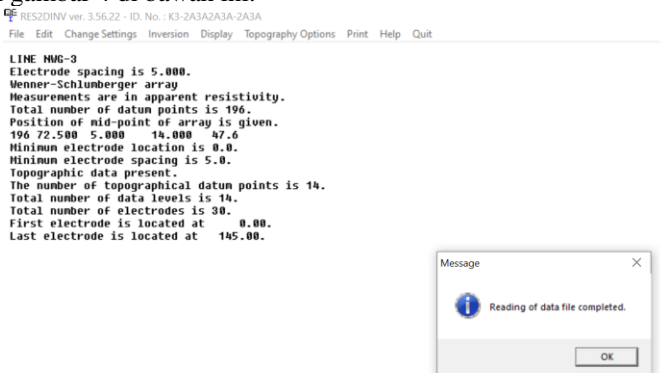 gambar 4 di bawah ini.
RES2DINV ver. 3.56.22 - ID. No. : K3-2A3A2A3A-2A3A
File Edit Change Settings Inversion Display Topography Options Print Help Quit
LINE NWG-3
Electrode spacing is 5.000.
Wenner-Schlumberger array
Measurements are in apparent resistivity.
Total number of datum points is 196.
Position of mid-point of array is given.
196 72.500 5.000 14.000 47.6
Minimum electrode location is 0.0.
Minimum electrode spacing is 5.0.
Topographic data present.
The number of topographical datum points is 14.
Total number of data levels is 14.
Total number of electrodes is 30.
First electrode is located at 0.00.
Last electrode is located at 145.00.
Message
Reading of data file completed.
OK